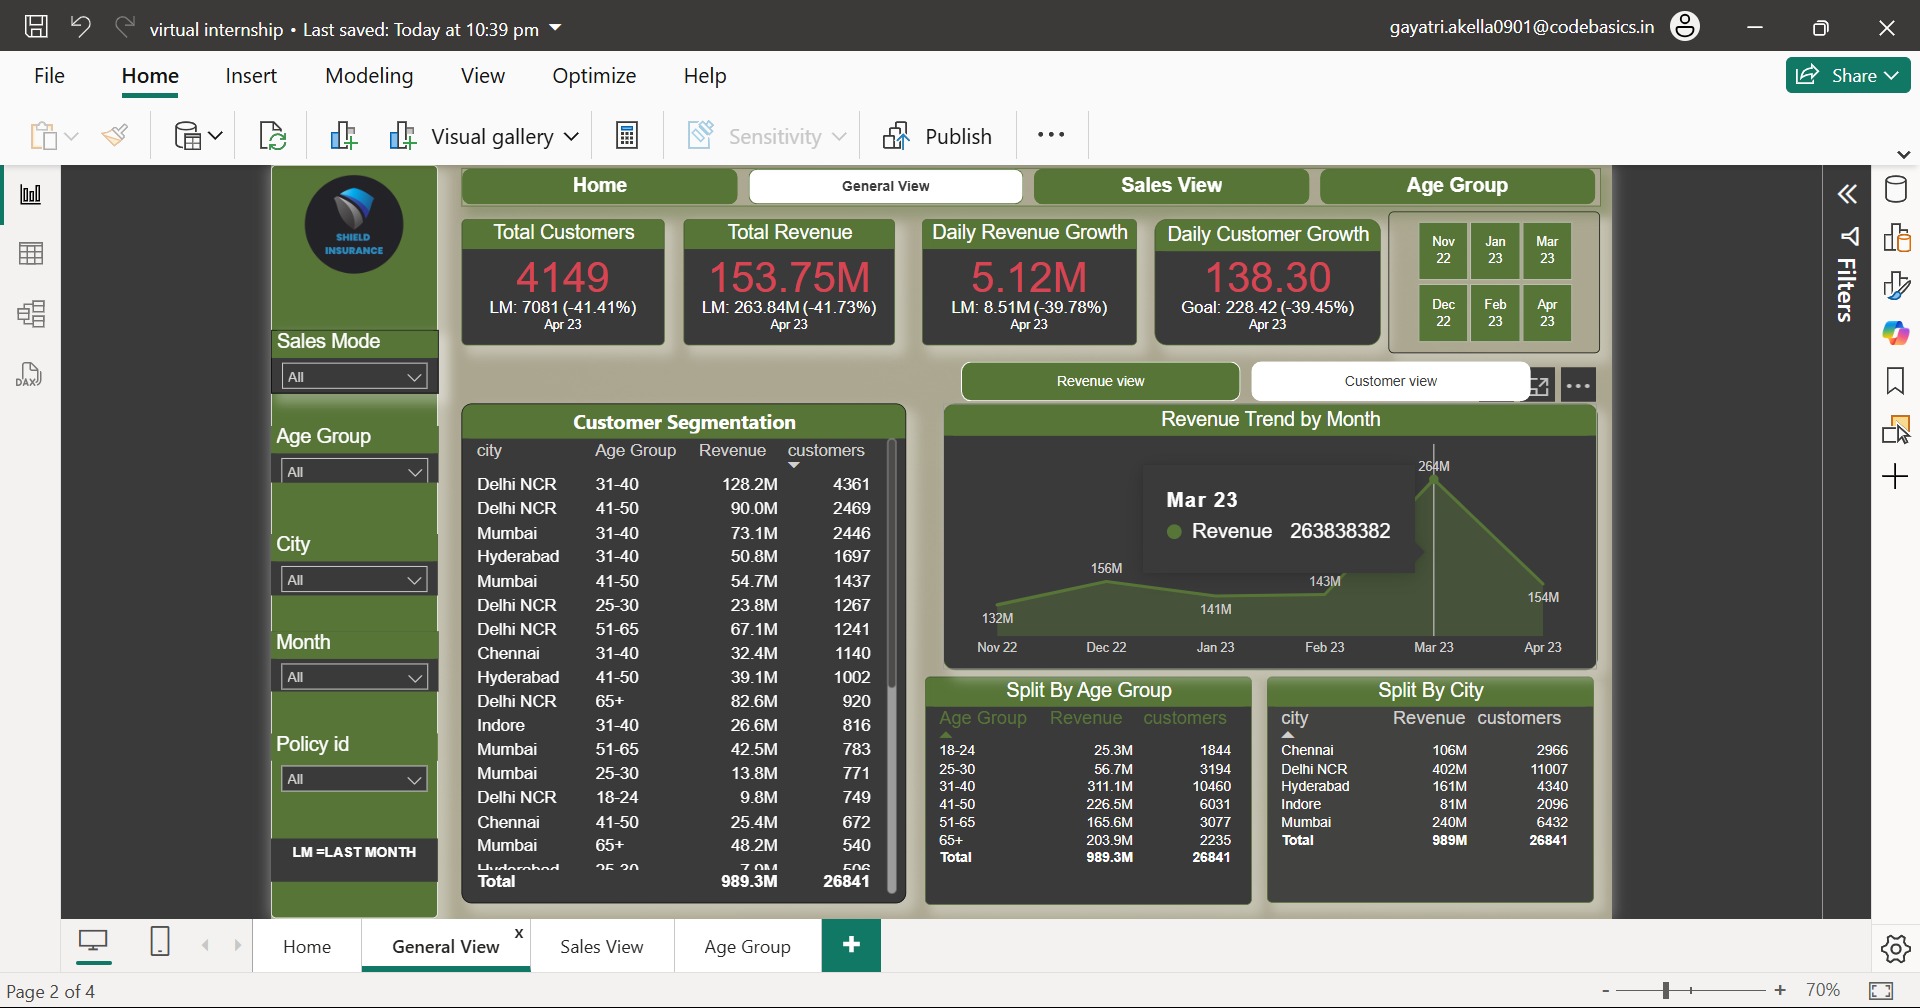 virtual internship • Last saved: Today at 10:39 pm
gayatri.akella0901@codebasics.in
File Home Insert Modeling View Optimize Help
Share
Visual gallery
Sensitivity
Publish
DAX
SHIELD
INSURANCE
Home
General View
Sales View
Age Group
Total Customers
4149
LM: 7081 (-41.41%)
Apr 23
Total Revenue
153.75M
LM: 263.84M (-41.73%)
Apr 23
Daily Revenue Growth
5.12M
LM: 8.51M (-39.78%)
Apr 23
Daily Customer Growth
138.30
Goal: 228.42 (-39.45%)
Apr 23
Nov 22
Jan 23
Mar 23
Dec 22
Feb 23
Apr 23
Filters
Sales Mode
All
Age Group
All
City
All
Month
All
Policy id
All
LM =LAST MONTH
Revenue view
Customer view
Customer Segmentation
city Age Group Revenue customers
Delhi NCR 31-40 128.2M 4361
Delhi NCR 41-50 90.0M 2469
Mumbai 31-40 73.1M 2446
Hyderabad 31-40 50.8M 1697
Mumbai 41-50 54.7M 1437
Delhi NCR 25-30 23.8M 1267
Delhi NCR 51-65 67.1M 1241
Chennai 31-40 32.4M 1140
Hyderabad 41-50 39.1M 1002
Delhi NCR 65+ 82.6M 920
Indore 31-40 26.6M 816
Mumbai 51-65 42.5M 783
Mumbai 25-30 13.8M 771
Delhi NCR 18-24 9.8M 749
Chennai 41-50 25.4M 672
Mumbai 65+ 48.2M 540
Total 989.3M 26841
Revenue Trend by Month
264M
Mar 23
Revenue 263838382
156M
143M
141M
132M
154M
Nov 22 Dec 22 Jan 23 Feb 23 Mar 23 Apr 23
Split By Age Group
Age Group Revenue customers
18-24 25.3M 1844
25-30 56.7M 3194
31-40 311.1M 10460
41-50 226.5M 6031
51-65 165.6M 3077
65+ 203.9M 2235
Total 989.3M 26841
Split By City
city Revenue customers
Chennai 106M 2966
Delhi NCR 402M 11007
Hyderabad 161M 4340
Indore 81M 2096
Mumbai 240M 6432
Total 989M 26841
Home
General View
x
Sales View
Age Group
Page 2 of 4
- + 70%